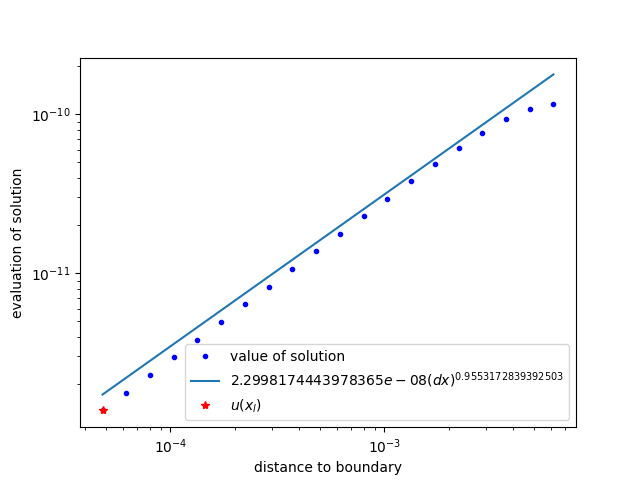 10⁻¹⁰
10⁻¹¹
evaluation of solution
value of solution
2.2998174443978365e − 08(dx)^0.9553172839392503
u(x_l)
10⁻⁴ 10⁻³
distance to boundary